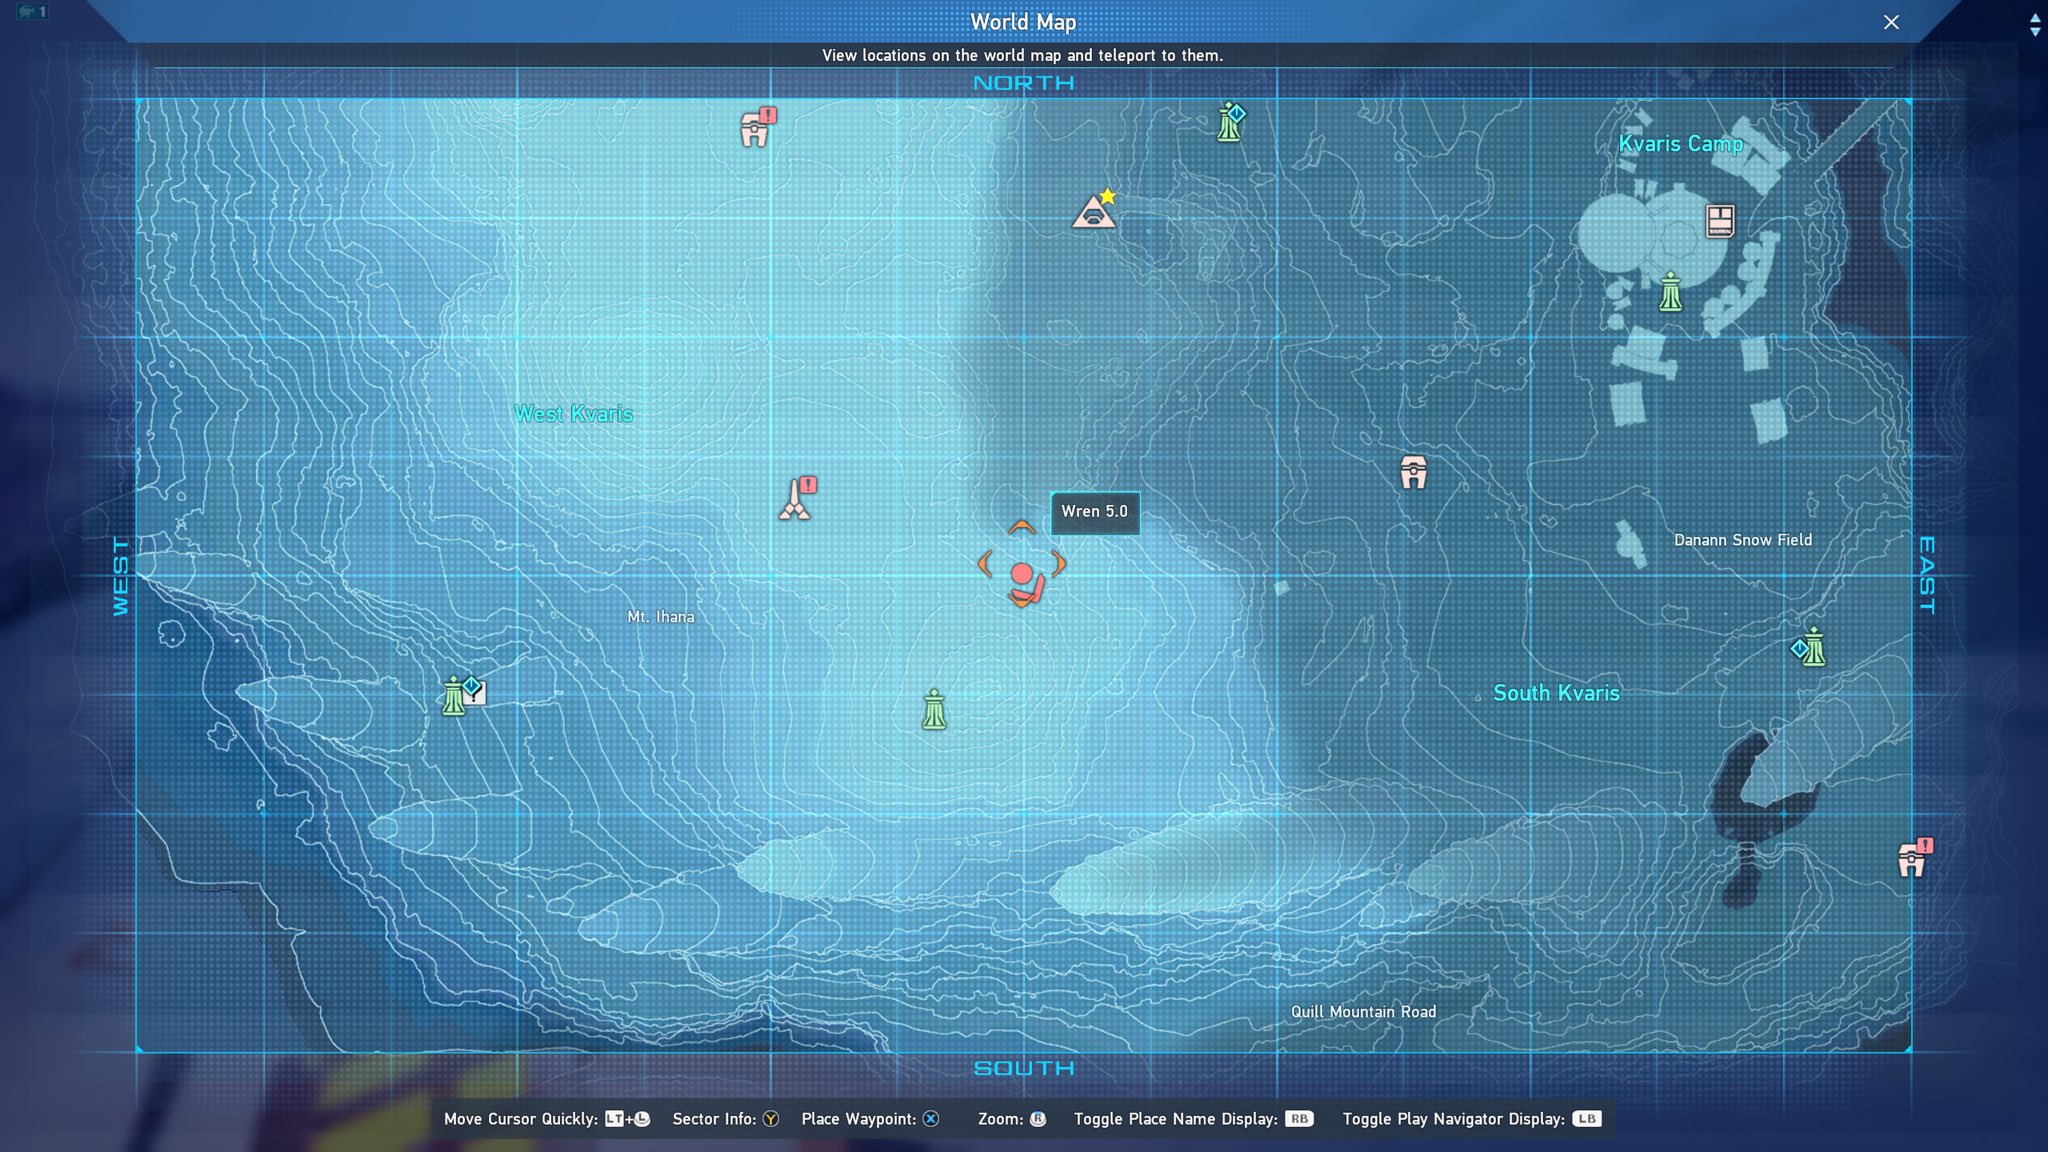 1
World Map
View locations on the world map and teleport to them.
NORTH
Kvaris Camp
West Kvaris
Wren 5.0
Danann Snow Field
WEST
EAST
Mt. Ihana
South Kvaris
Quill Mountain Road
SOUTH
Move Cursor Quickly: LT+L Sector Info: Y Place Waypoint: X Zoom: R Toggle Place Name Display: RB Toggle Play Navigator Display: LB